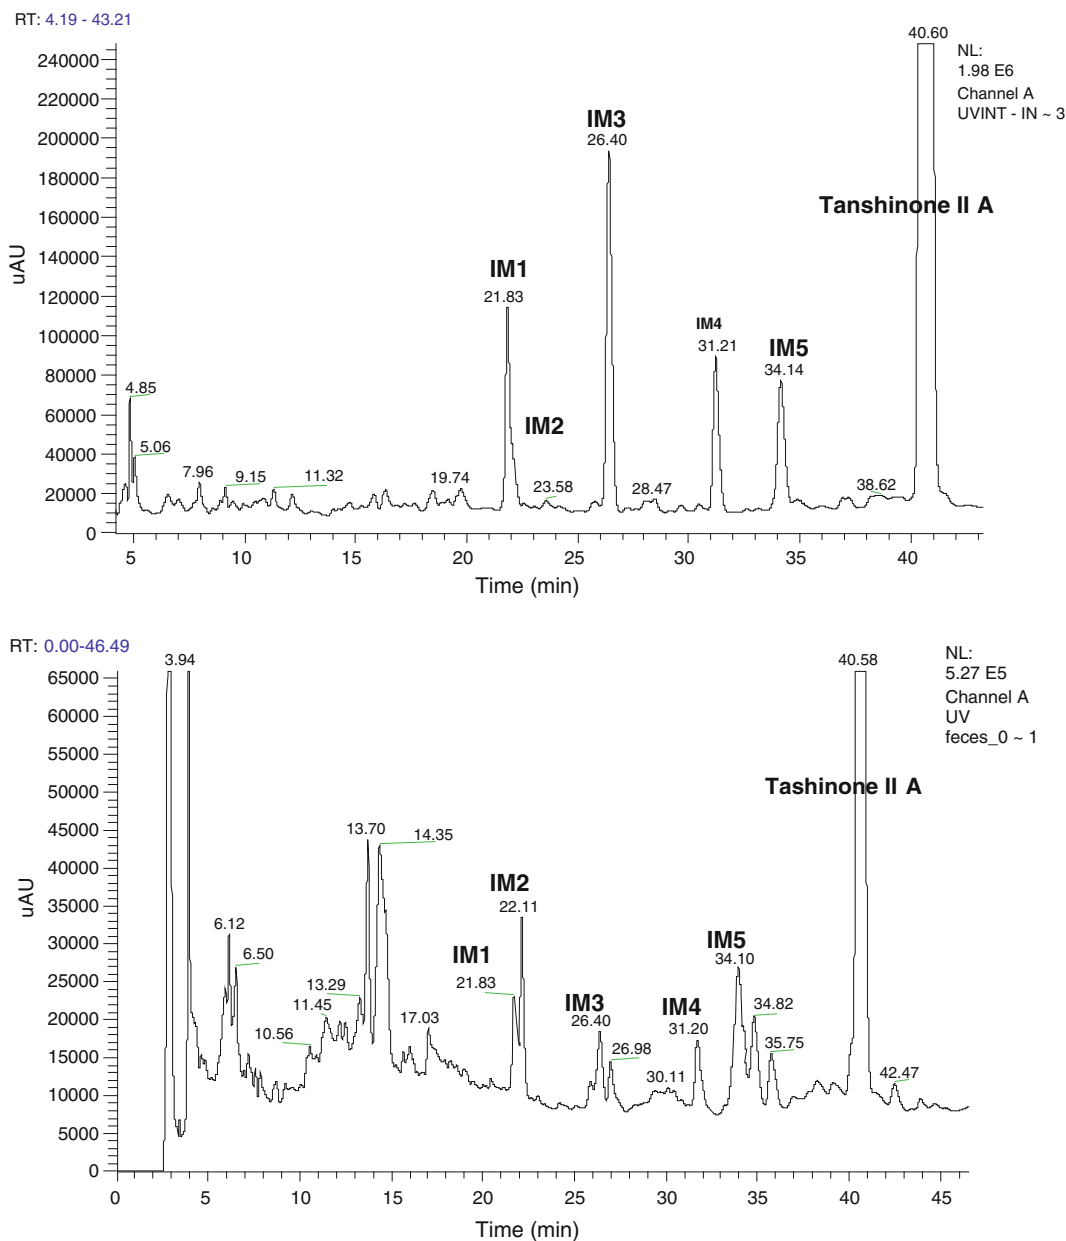 RT: 4.19 - 43.21
40.60
NL:
1.98 E6
Channel A
UVINT - IN ~ 3
240000
220000
200000
180000
160000
140000
120000
100000
80000
60000
40000
20000
0
uAU
IM3
26.40
Tanshinone II A
IM1
21.83
IM4
31.21
IM5
34.14
4.85
5.06
IM2
7.96
9.15
11.32
19.74
23.58
28.47
38.62
5 10 15 20 25 30 35 40
Time (min)
RT: 0.00-46.49
3.94
40.58
NL:
5.27 E5
Channel A
UV
feces_0 ~ 1
65000
60000
55000
50000
45000
40000
35000
30000
25000
20000
15000
10000
5000
0
uAU
Tashinone II A
13.70
14.35
IM2
22.11
6.12
6.50
IM1
21.83
IM5
34.10
13.29
11.45
10.56
17.03
IM3
26.40
26.98
IM4
31.20
30.11
34.82
35.75
42.47
0 5 10 15 20 25 30 35 40 45
Time (min)